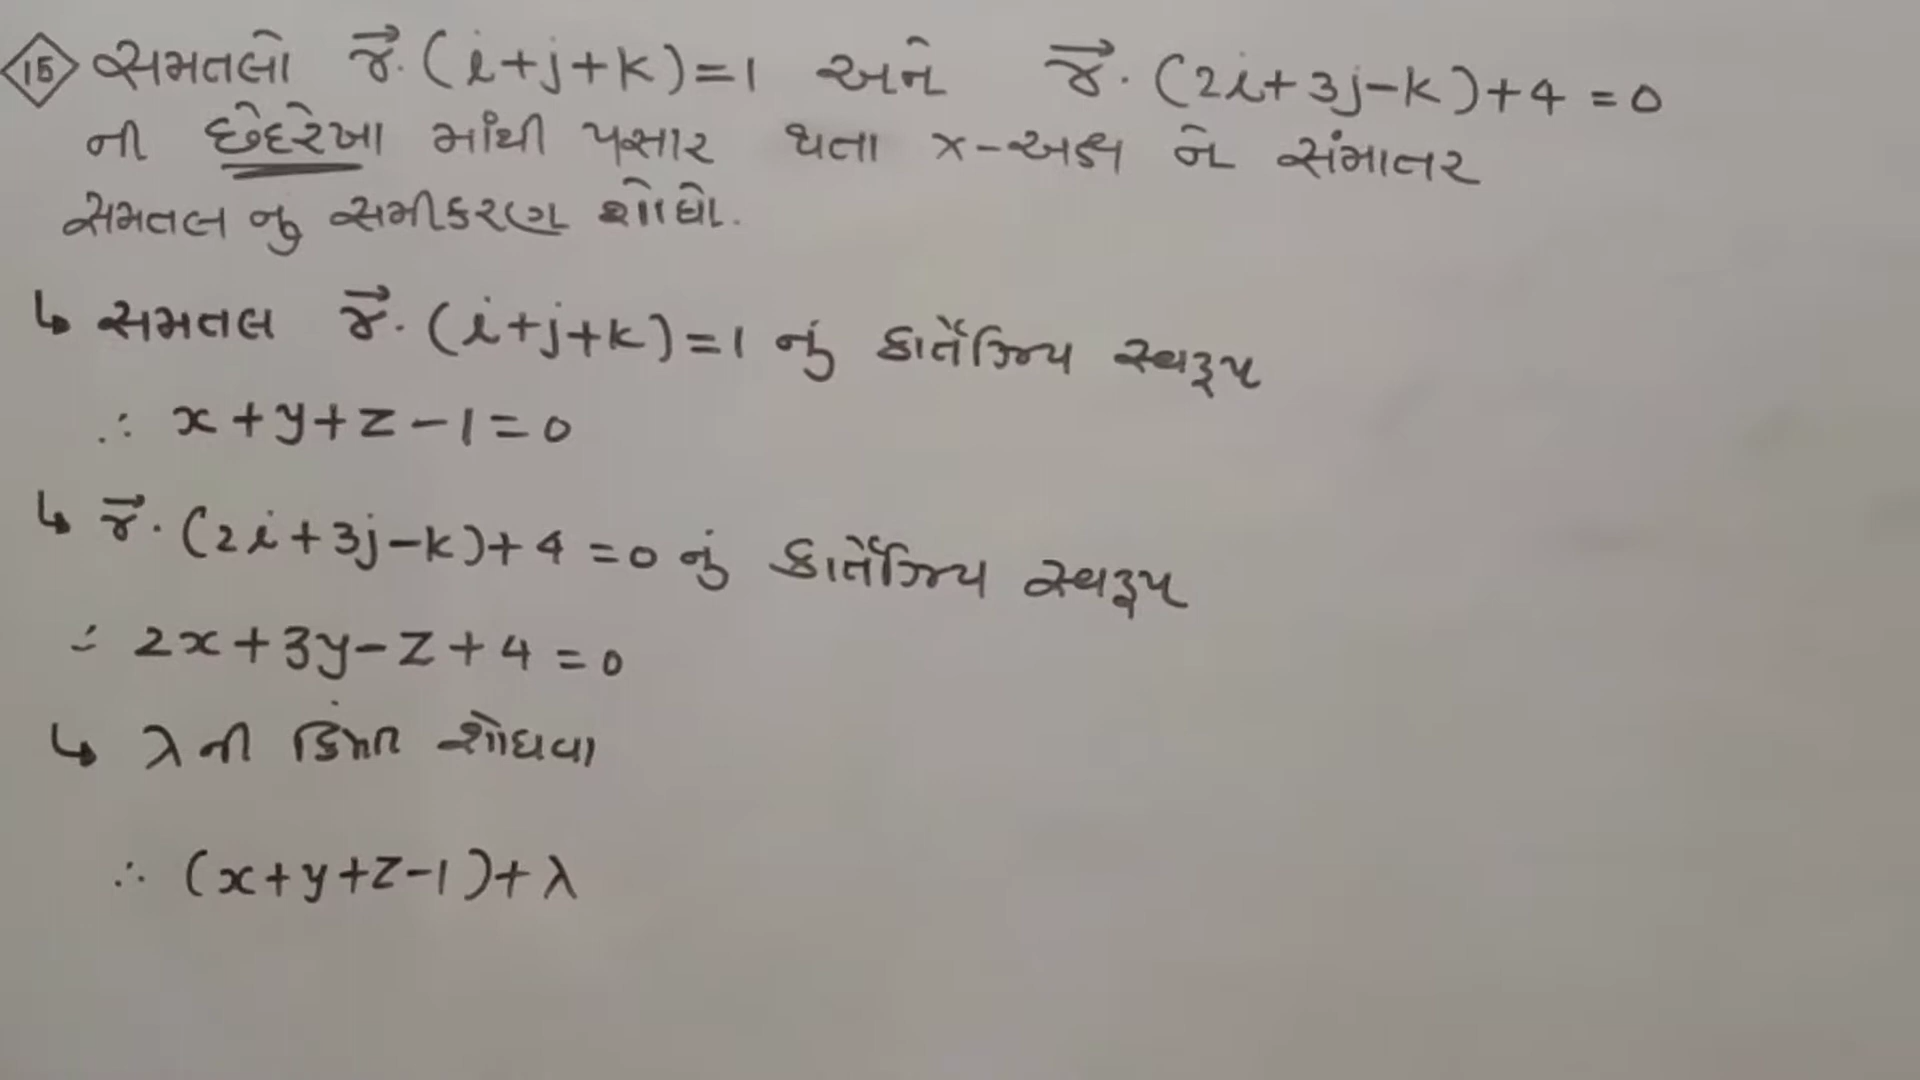 15 સમતલો r⃗.(i+j+k)=1 અને r⃗.(2i+3j-k)+4=0
ની છેદરેખા માંથી પસાર થતા x-અક્ષ ને સંમાતર
સમતલ નુ સમીકરણ શોધો.
↳ સમતલ r⃗.(i+j+k)=1 નું કાર્તેઝિય સ્વરૂપ
∴ x+y+z-1=0
↳ r⃗.(2i+3j-k)+4=0 નું કાર્તેઝિય સ્વરૂપ
∴ 2x+3y-z+4=0
↳ λ ની કિંમત શોધવા
∴ (x+y+z-1)+λ